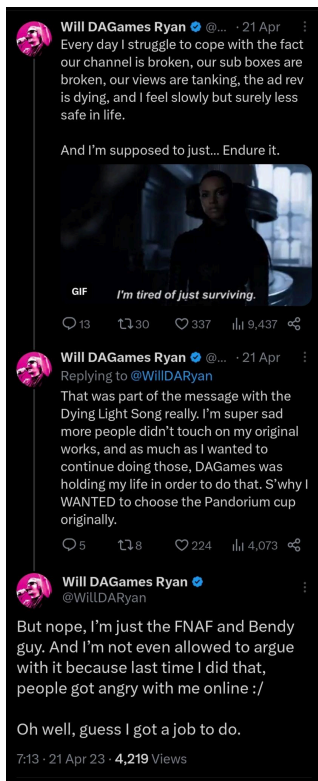 Will DAGames Ryan @... · 21 Apr
Every day I struggle to cope with the fact
our channel is broken, our sub boxes are
broken, our views are tanking, the ad rev
is dying, and I feel slowly but surely less
safe in life.
And I'm supposed to just... Endure it.
GIF
I'm tired of just surviving.
13 30 337 9,437
Will DAGames Ryan @... · 21 Apr
Replying to @WillDARyan
That was part of the message with the
Dying Light Song really. I'm super sad
more people didn't touch on my original
works, and as much as I wanted to
continue doing those, DAGames was
holding my life in order to do that. S'why I
WANTED to choose the Pandorium cup
originally.
5 8 224 4,073
Will DAGames Ryan
@WillDARyan
But nope, I'm just the FNAF and Bendy
guy. And I'm not even allowed to argue
with it because last time I did that,
people got angry with me online :/
Oh well, guess I got a job to do.
7:13 · 21 Apr 23 · 4,219 Views